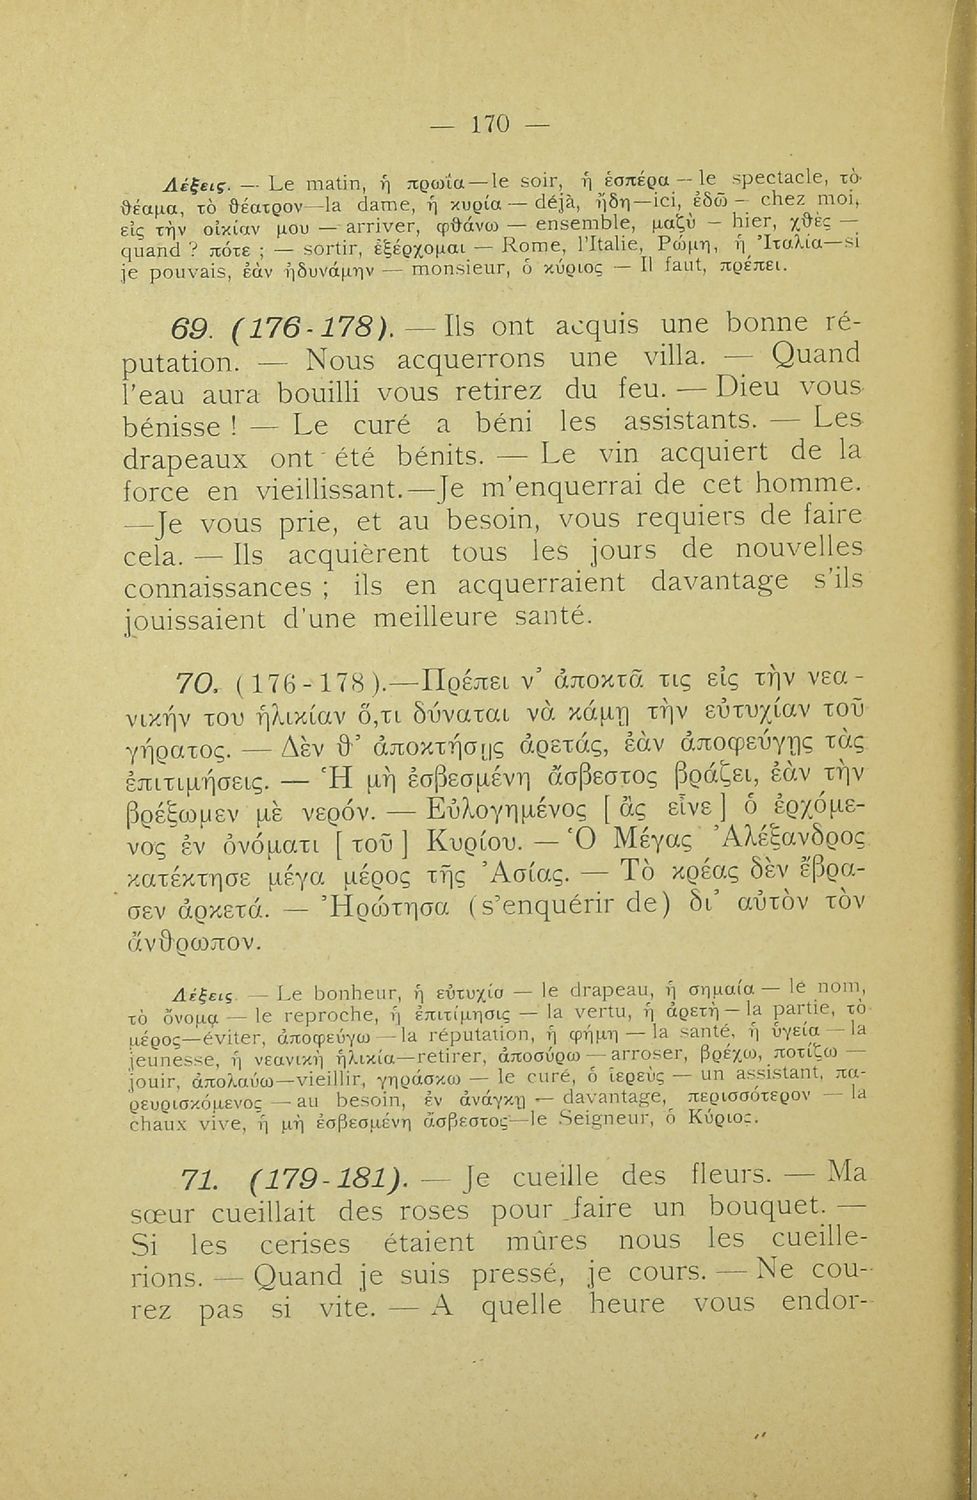 — 170 —
Λέξεις. — Le matin, ἡ πρωΐα — le soir, ἡ ἑσπέρα — le spectacle, τὸ
θέαμα, τὸ θέατρον — la dame, ἡ κυρία — déjà, ἤδη — ici, ἐδῶ — chez moi,
εἰς τὴν οἰκίαν μου — arriver, φθάνω — ensemble, μαζὺ — hier, χθὲς —
quand ? πότε ; — sortir, ἐξέρχομαι — Rome, l'Italie, Ρώμη, ἡ Ἰταλία — si
je pouvais, ἐὰν ἠδυνάμην — monsieur, ὁ κύριος — Il faut, πρέπει.
69. (176-178). — Ils ont acquis une bonne ré-
putation. — Nous acquerrons une villa. — Quand
l'eau aura bouilli vous retirez du feu. — Dieu vous
bénisse ! — Le curé a béni les assistants. — Les
drapeaux ont été bénits. — Le vin acquiert de la
force en vieillissant. — Je m'enquerrai de cet homme.
— Je vous prie, et au besoin, vous requiers de faire
cela. — Ils acquièrent tous les jours de nouvelles
connaissances ; ils en acquerraient davantage s'ils
jouissaient d'une meilleure santé.
70. (176-178). — Πρέπει ν' ἀποκτᾶ τις εἰς τὴν νεα-
νικήν του ἡλικίαν ὅ,τι δύναται νὰ κάμῃ τὴν εὐτυχίαν τοῦ
γήρατος. — Δὲν θ' ἀποκτήσῃς ἀρετάς, ἐὰν ἀποφεύγῃς τὰς
ἐπιτιμήσεις. — Ἡ μὴ ἐσβεσμένη ἄσβεστος βράζει, ἐὰν τὴν
βρέξωμεν μὲ νερόν. — Εὐλογημένος [ ἂς εἶνε ] ὁ ἐρχόμε-
νος ἐν ὀνόματι [ τοῦ ] Κυρίου. — Ὁ Μέγας Ἀλέξανδρος
κατέκτησε μέγα μέρος τῆς Ἀσίας. — Τὸ κρέας δὲν ἔβρα-
σεν ἀρκετά. — Ἠρώτησα (s'enquérir de) δι' αὐτὸν τὸν
ἄνθρωπον.
Λέξεις. — Le bonheur, ἡ εὐτυχία — le drapeau, ἡ σημαία — le nom,
τὸ ὄνομα — le reproche, ἡ ἐπιτίμησις — la vertu, ἡ ἀρετὴ — la partie, τὸ
μέρος — éviter, ἀποφεύγω — la réputation, ἡ φήμη — la santé, ἡ ὑγεία — la
jeunesse, ἡ νεανικὴ ἡλικία — retirer, ἀποσύρω — arroser, βρέχω, ποτίζω —
jouir, ἀπολαύω — vieillir, γηράσκω — le curé, ὁ ἱερεὺς — un assistant, πα-
ρευρισκόμενος — au besoin, ἐν ἀνάγκῃ — davantage, περισσότερον — la
chaux vive, ἡ μὴ ἐσβεσμένη ἄσβεστος — le Seigneur, ὁ Κύριος.
71. (179-181). — Je cueille des fleurs. — Ma
sœur cueillait des roses pour faire un bouquet. —
Si les cerises étaient mûres nous les cueille-
rions. — Quand je suis pressé, je cours. — Ne cou-
rez pas si vite. — A quelle heure vous endor-